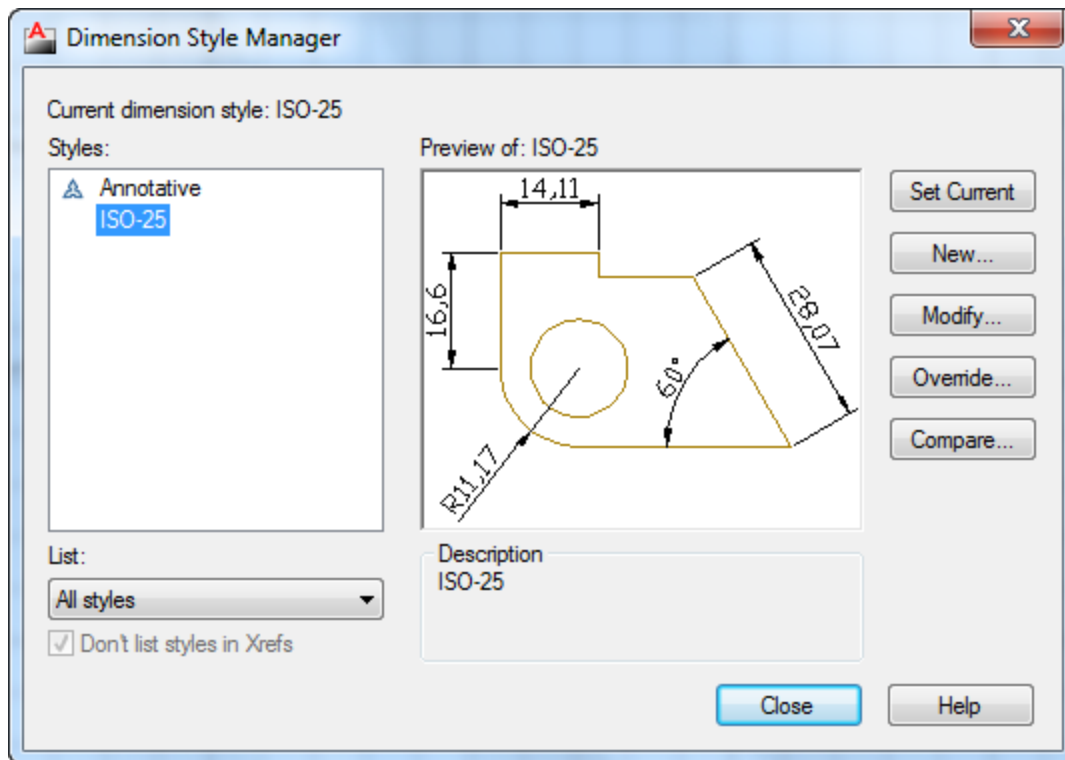 Dimension Style Manager
Current dimension style: ISO-25
Styles:
Annotative
ISO-25
Preview of: ISO-25
14,11
16,6
28,07
60°
R11,17
Set Current
New...
Modify...
Override...
Compare...
List:
All styles
Don't list styles in Xrefs
Description
ISO-25
Close
Help